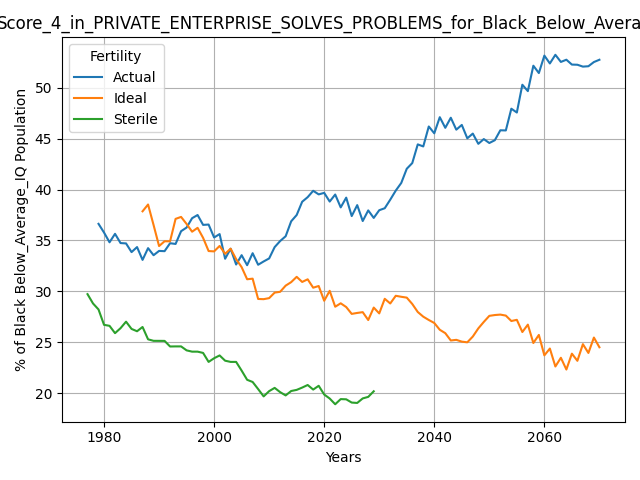 Score_4_in_PRIVATE_ENTERPRISE_SOLVES_PROBLEMS_for_Black_Below_Avera
Fertility
Actual
Ideal
Sterile
% of Black Below_Average_IQ Population
50
45
40
35
30
25
20
1980
2000
2020
2040
2060
Years